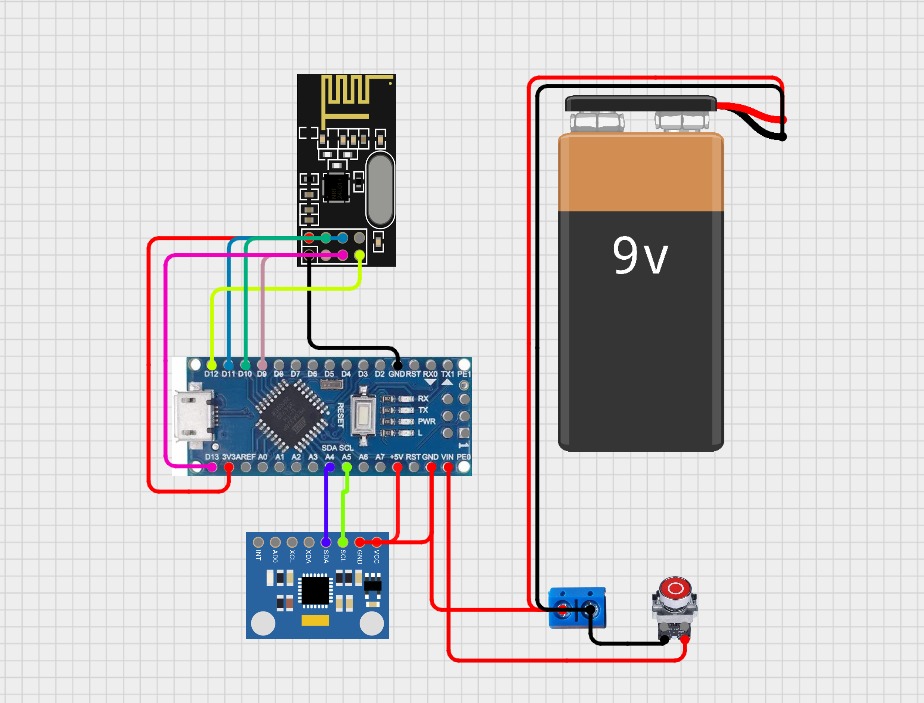 9v
D12 D11 D10 D9 D8 D7 D6 D5 D4 D3 D2 GND RST RX0 TX1 PE1
RESET
RX
TX
PWR
L
1
SDA SCL
D13 3V3 AREF A0 A1 A2 A3 A4 A5 A6 A7 +5V RST GND VIN PE0
INT
XDA
SDA
SCL
GND
VCC